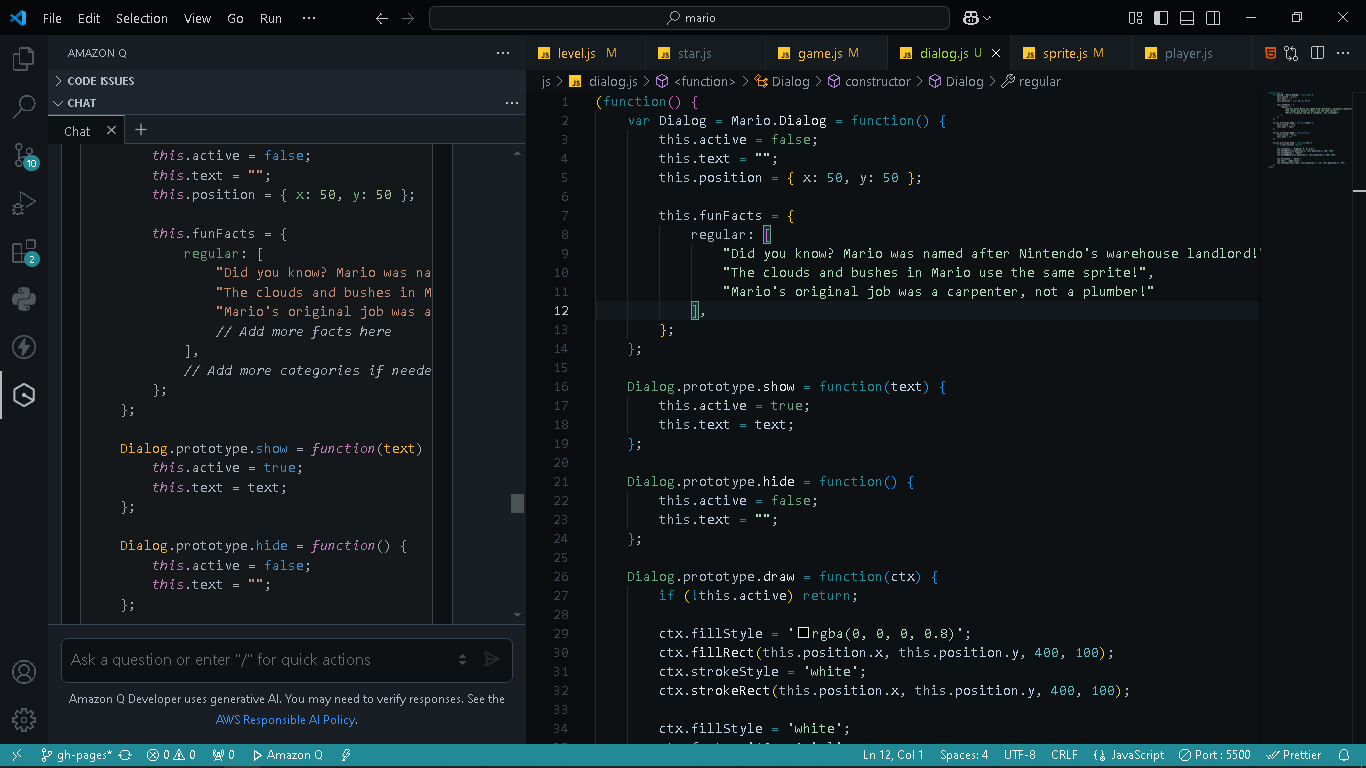 File Edit Selection View Go Run ··· mario
AMAZON Q ···
CODE ISSUES
CHAT ···
Chat
this.active = false;
this.text = "";
this.position = { x: 50, y: 50 };
this.funFacts = {
regular: [
"Did you know? Mario was na
"The clouds and bushes in M
"Mario's original job was a
// Add more facts here
],
// Add more categories if neede
};
};
Dialog.prototype.show = function(text)
this.active = true;
this.text = text;
};
Dialog.prototype.hide = function() {
this.active = false;
this.text = "";
};
Ask a question or enter "/" for quick actions
Amazon Q Developer uses generative AI. You may need to verify responses. See the
AWS Responsible AI Policy.
10
2
JS level.js M JS star.js JS game.js M JS dialog.js U JS sprite.js M JS player.js ···
js > JS dialog.js > <function> > Dialog > constructor > Dialog > regular
1 (function() {
2 var Dialog = Mario.Dialog = function() {
3 this.active = false;
4 this.text = "";
5 this.position = { x: 50, y: 50 };
6
7 this.funFacts = {
8 regular: [
9 "Did you know? Mario was named after Nintendo's warehouse landlord!"
10 "The clouds and bushes in Mario use the same sprite!",
11 "Mario's original job was a carpenter, not a plumber!"
12 ],
13 };
14 };
15
16 Dialog.prototype.show = function(text) {
17 this.active = true;
18 this.text = text;
19 };
20
21 Dialog.prototype.hide = function() {
22 this.active = false;
23 this.text = "";
24 };
25
26 Dialog.prototype.draw = function(ctx) {
27 if (!this.active) return;
28
29 ctx.fillStyle = 'rgba(0, 0, 0, 0.8)';
30 ctx.fillRect(this.position.x, this.position.y, 400, 100);
31 ctx.strokeStyle = 'white';
32 ctx.strokeRect(this.position.x, this.position.y, 400, 100);
33
34 ctx.fillStyle = 'white';
gh-pages* 0 0 0 Amazon Q Ln 12, Col 1 Spaces: 4 UTF-8 CRLF JavaScript Port : 5500 Prettier